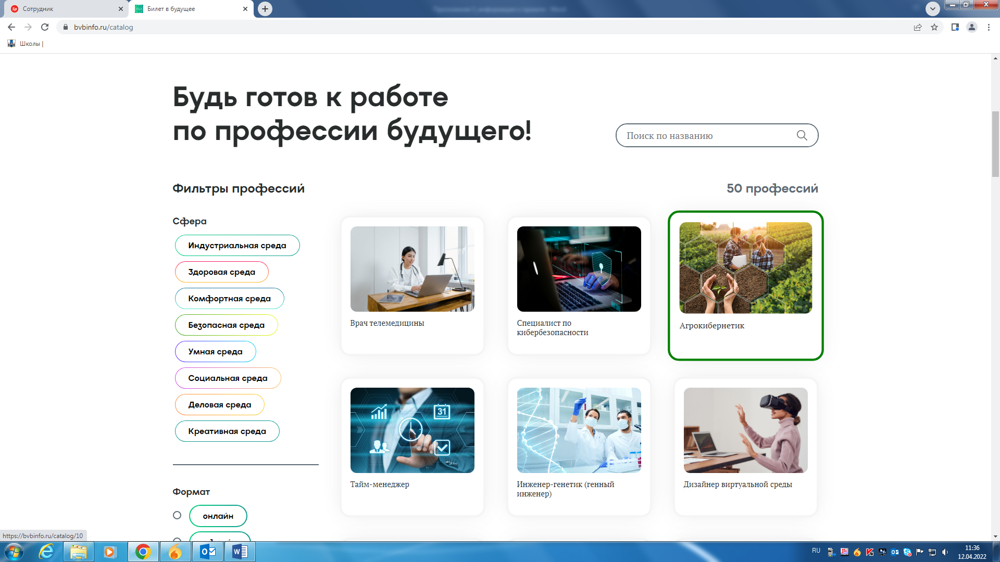 Сотрудник
Билет в будущее
bvbinfo.ru/catalog
Школы |
Будь готов к работе
по профессии будущего!
Поиск по названию
Фильтры профессий
50 профессий
Сфера
Индустриальная среда
Здоровая среда
Комфортная среда
Безопасная среда
Умная среда
Социальная среда
Деловая среда
Креативная среда
Врач телемедицины
Специалист по
кибербезопасности
Агрокибернетик
31
Тайм-менеджер
Инженер-генетик (генный
инженер)
Дизайнер виртуальной среды
Формат
онлайн
https://bvbinfo.ru/catalog/10
RU
11:36
12.04.2022